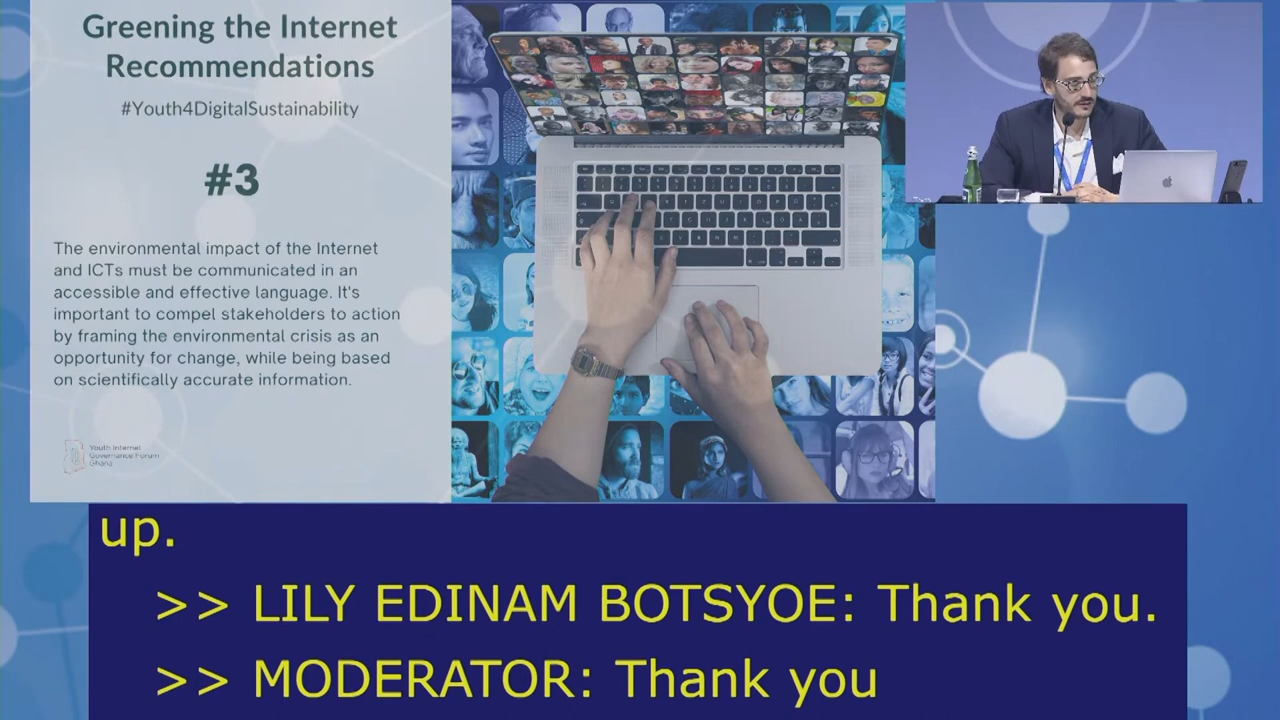 Greening the Internet
Recommendations
#Youth4DigitalSustainability
#3
The environmental impact of the Internet
and ICTs must be communicated in an
accessible and effective language. It's
important to compel stakeholders to action
by framing the environmental crisis as an
opportunity for change, while being based
on scientifically accurate information.
Youth Internet
Governance Forum
Ghana
up.
>> LILY EDINAM BOTSYOE: Thank you.
>> MODERATOR: Thank you